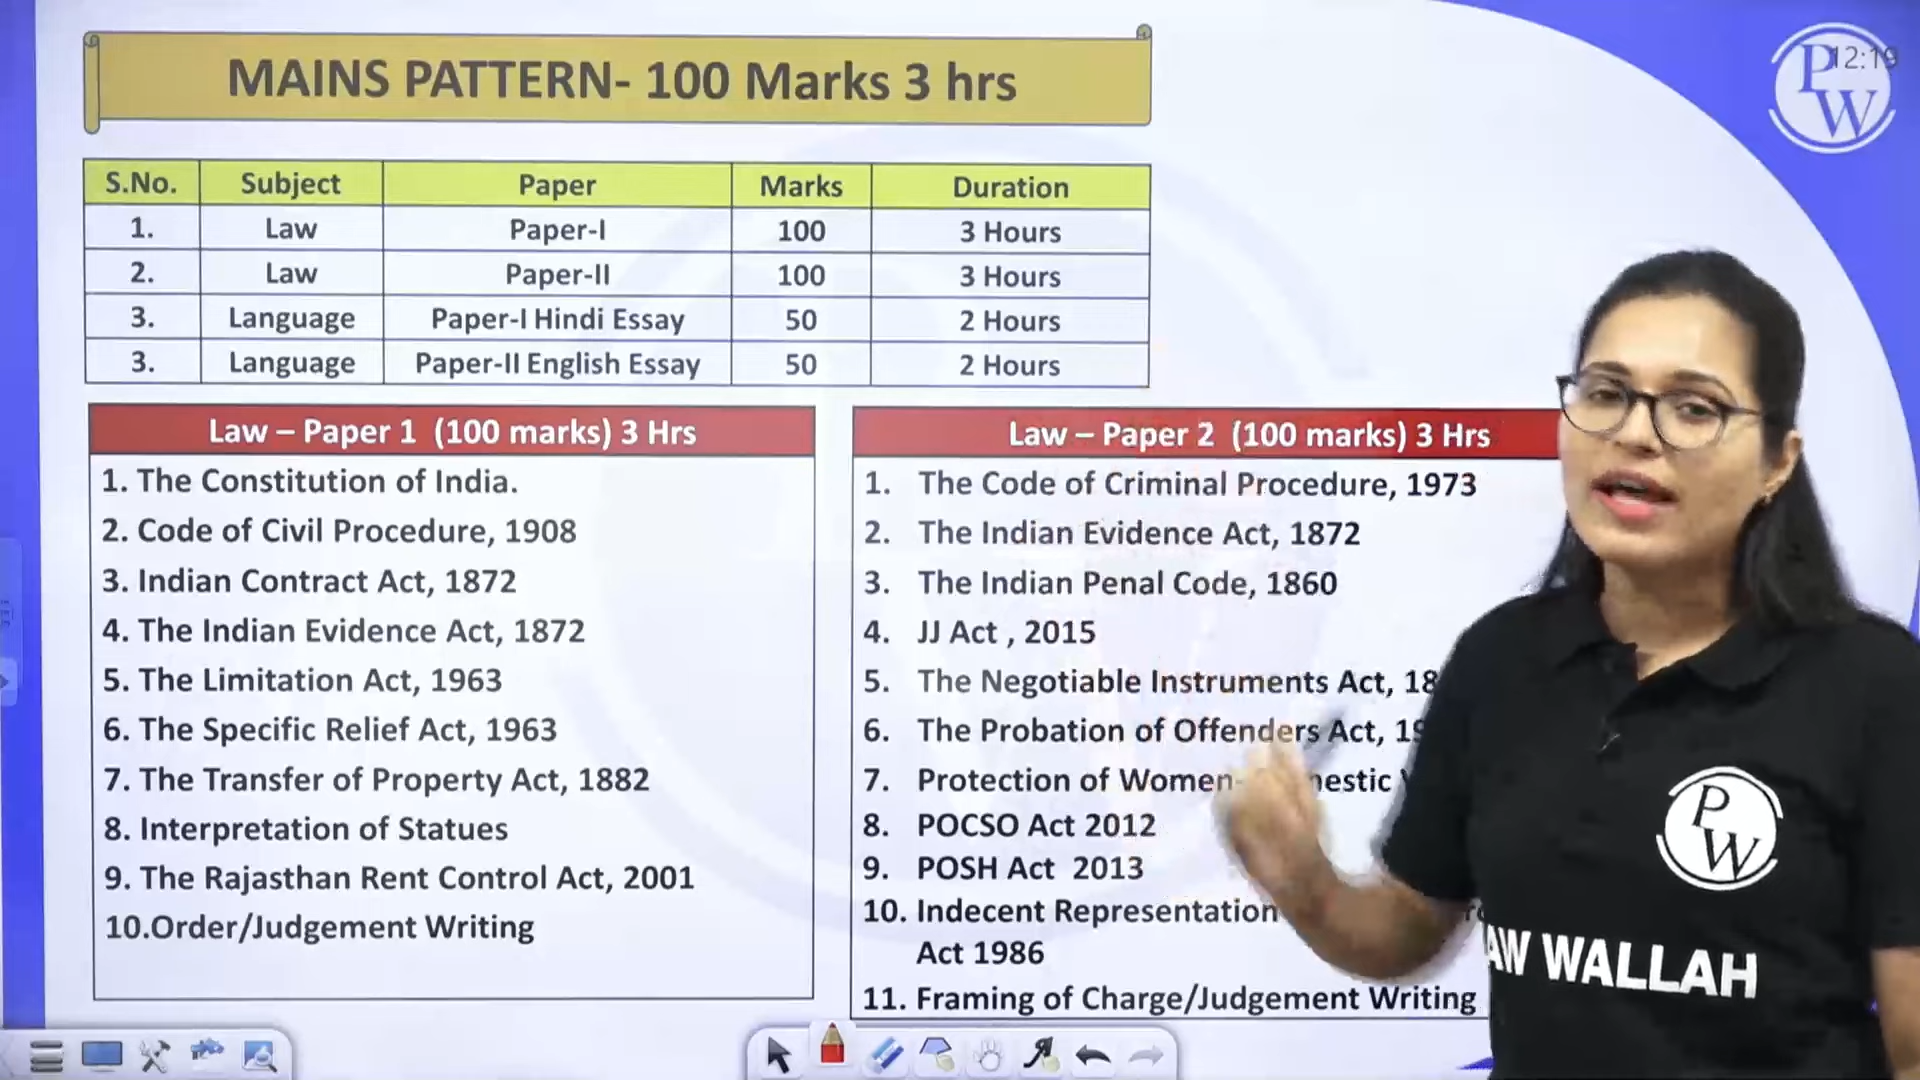 MAINS PATTERN- 100 Marks 3 hrs
12:19
PW
S.No. Subject Paper Marks Duration
1. Law Paper-I 100 3 Hours
2. Law Paper-II 100 3 Hours
3. Language Paper-I Hindi Essay 50 2 Hours
3. Language Paper-II English Essay 50 2 Hours
Law – Paper 1 (100 marks) 3 Hrs
1. The Constitution of India.
2. Code of Civil Procedure, 1908
3. Indian Contract Act, 1872
4. The Indian Evidence Act, 1872
5. The Limitation Act, 1963
6. The Specific Relief Act, 1963
7. The Transfer of Property Act, 1882
8. Interpretation of Statues
9. The Rajasthan Rent Control Act, 2001
10.Order/Judgement Writing
Law – Paper 2 (100 marks) 3 Hrs
1. The Code of Criminal Procedure, 1973
2. The Indian Evidence Act, 1872
3. The Indian Penal Code, 1860
4. JJ Act , 2015
5. The Negotiable Instruments Act, 18
6. The Probation of Offenders Act, 19
7. Protection of Women-
8. POCSO Act 2012
9. POSH Act 2013
10. Indecent Representation
Act 1986
11. Framing of Charge/Judgement Writing
PW
WALLAH